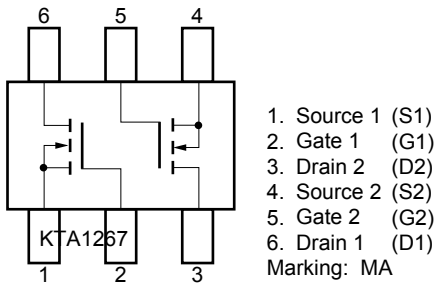 6 5 4
KTA1267
1 2 3
1. Source 1 (S1)
2. Gate 1 (G1)
3. Drain 2 (D2)
4. Source 2 (S2)
5. Gate 2 (G2)
6. Drain 1 (D1)
Marking: MA